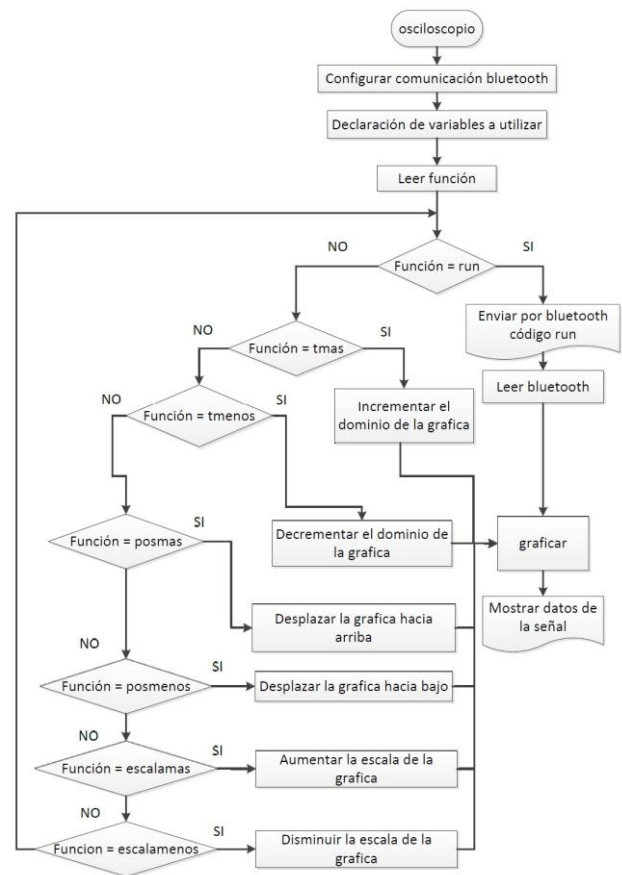 osciloscopio
Configurar comunicación bluetooth
Declaración de variables a utilizar
Leer función
NO
SI
Función = run
Enviar por bluetooth
código run
NO
SI
Función = tmas
Leer bluetooth
NO
SI
Función = tmenos
Incrementar el
dominio de la grafica
SI
Función = posmas
Decrementar el dominio de
la grafica
graficar
Desplazar la grafica hacia
arriba
Mostrar datos de
la señal
NO
SI
Función = posmenos
Desplazar la grafica hacia bajo
NO
SI
Función = escalamas
Aumentar la escala de la
grafica
NO
SI
Funcion = escalamenos
Disminuir la escala de la
grafica